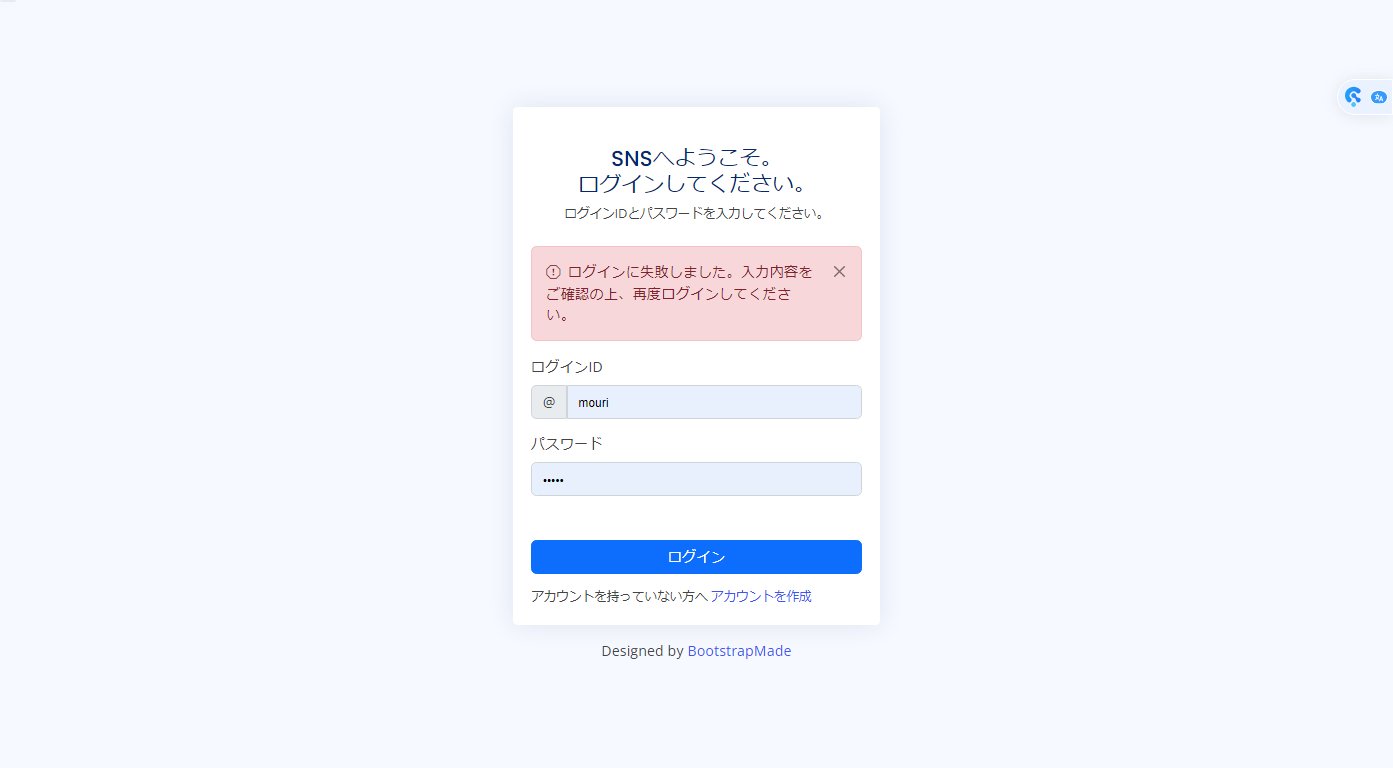 SNSへようこそ。
ログインしてください。
ログインIDとパスワードを入力してください。
ログインに失敗しました。入力内容を
ご確認の上、再度ログインしてくださ
い。
ログインID
@ mouri
パスワード
•••••
ログイン
アカウントを持っていない方へ アカウントを作成
Designed by BootstrapMade